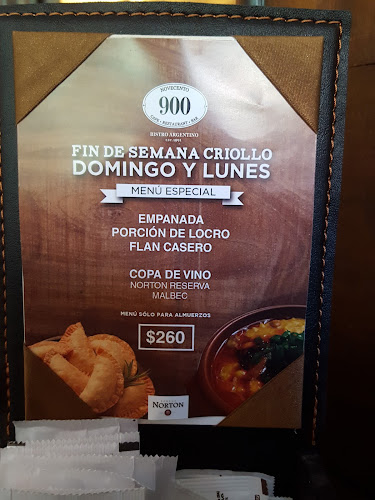 NOVECENTO
900
CAFE • RESTAURANT • BAR
BISTRO ARGENTINO
FIN DE SEMANA CRIOLLO
DOMINGO Y LUNES
MENÚ ESPECIAL
EMPANADA
PORCIÓN DE LOCRO
FLAN CASERO
COPA DE VINO
NORTON RESERVA
MALBEC
MENÚ SÓLO PARA ALMUERZOS
$260
NORTON